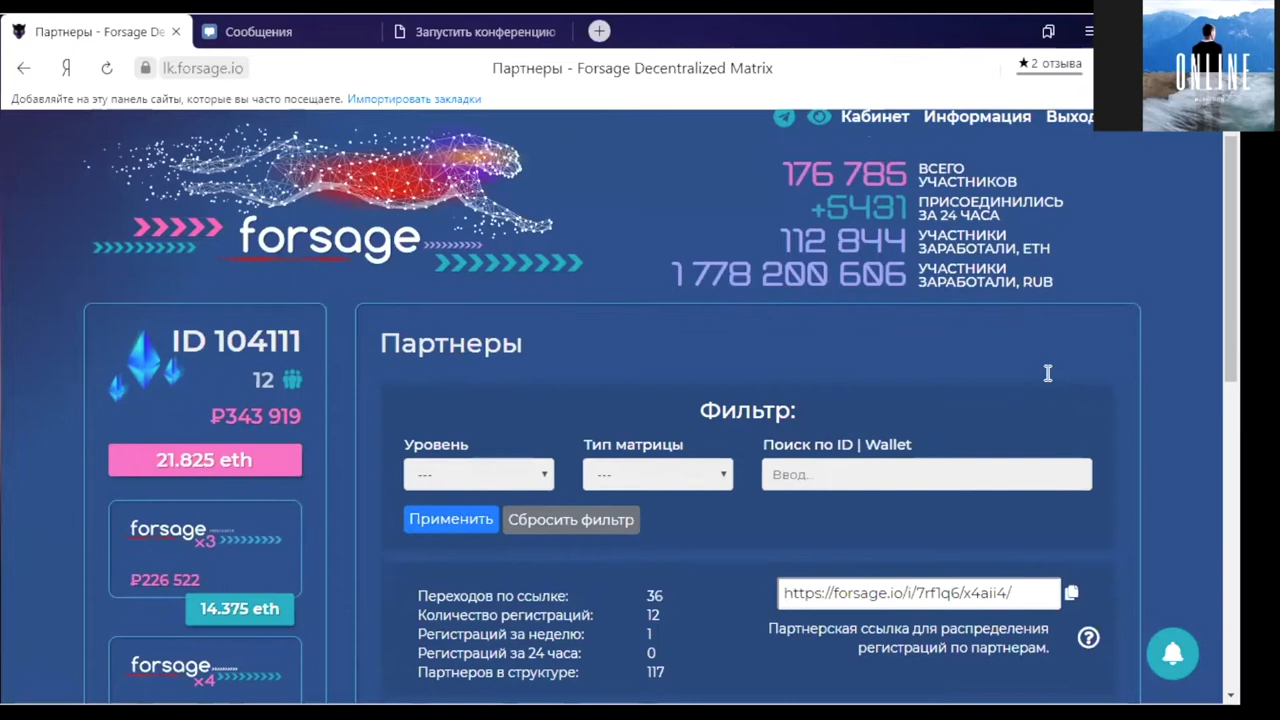 Партнеры - Forsage De
Сообщения
Запустить конференцию
lk.forsage.io
Партнеры - Forsage Decentralized Matrix
★2 отзыва
Добавляйте на эту панель сайты, которые вы часто посещаете. Импортировать закладки
ONLINE
Кабинет Информация Выход
forsage
176 785 ВСЕГО УЧАСТНИКОВ
+5431 ПРИСОЕДИНИЛИСЬ ЗА 24 ЧАСА
112 844 УЧАСТНИКИ ЗАРАБОТАЛИ, ETH
1 778 200 606 УЧАСТНИКИ ЗАРАБОТАЛИ, RUB
ID 104111
12
₽343 919
21.825 eth
forsage
x3
₽226 522
14.375 eth
forsage
x4
Партнеры
Фильтр:
Уровень Тип матрицы Поиск по ID | Wallet
--- --- Ввод..
Применить Сбросить фильтр
Переходов по ссылке: 36
Количество регистраций: 12
Регистраций за неделю: 1
Регистраций за 24 часа: 0
Партнеров в структуре: 117
https://forsage.io/i/7rf1q6/x4aii4/
Партнерская ссылка для распределения
регистраций по партнерам.